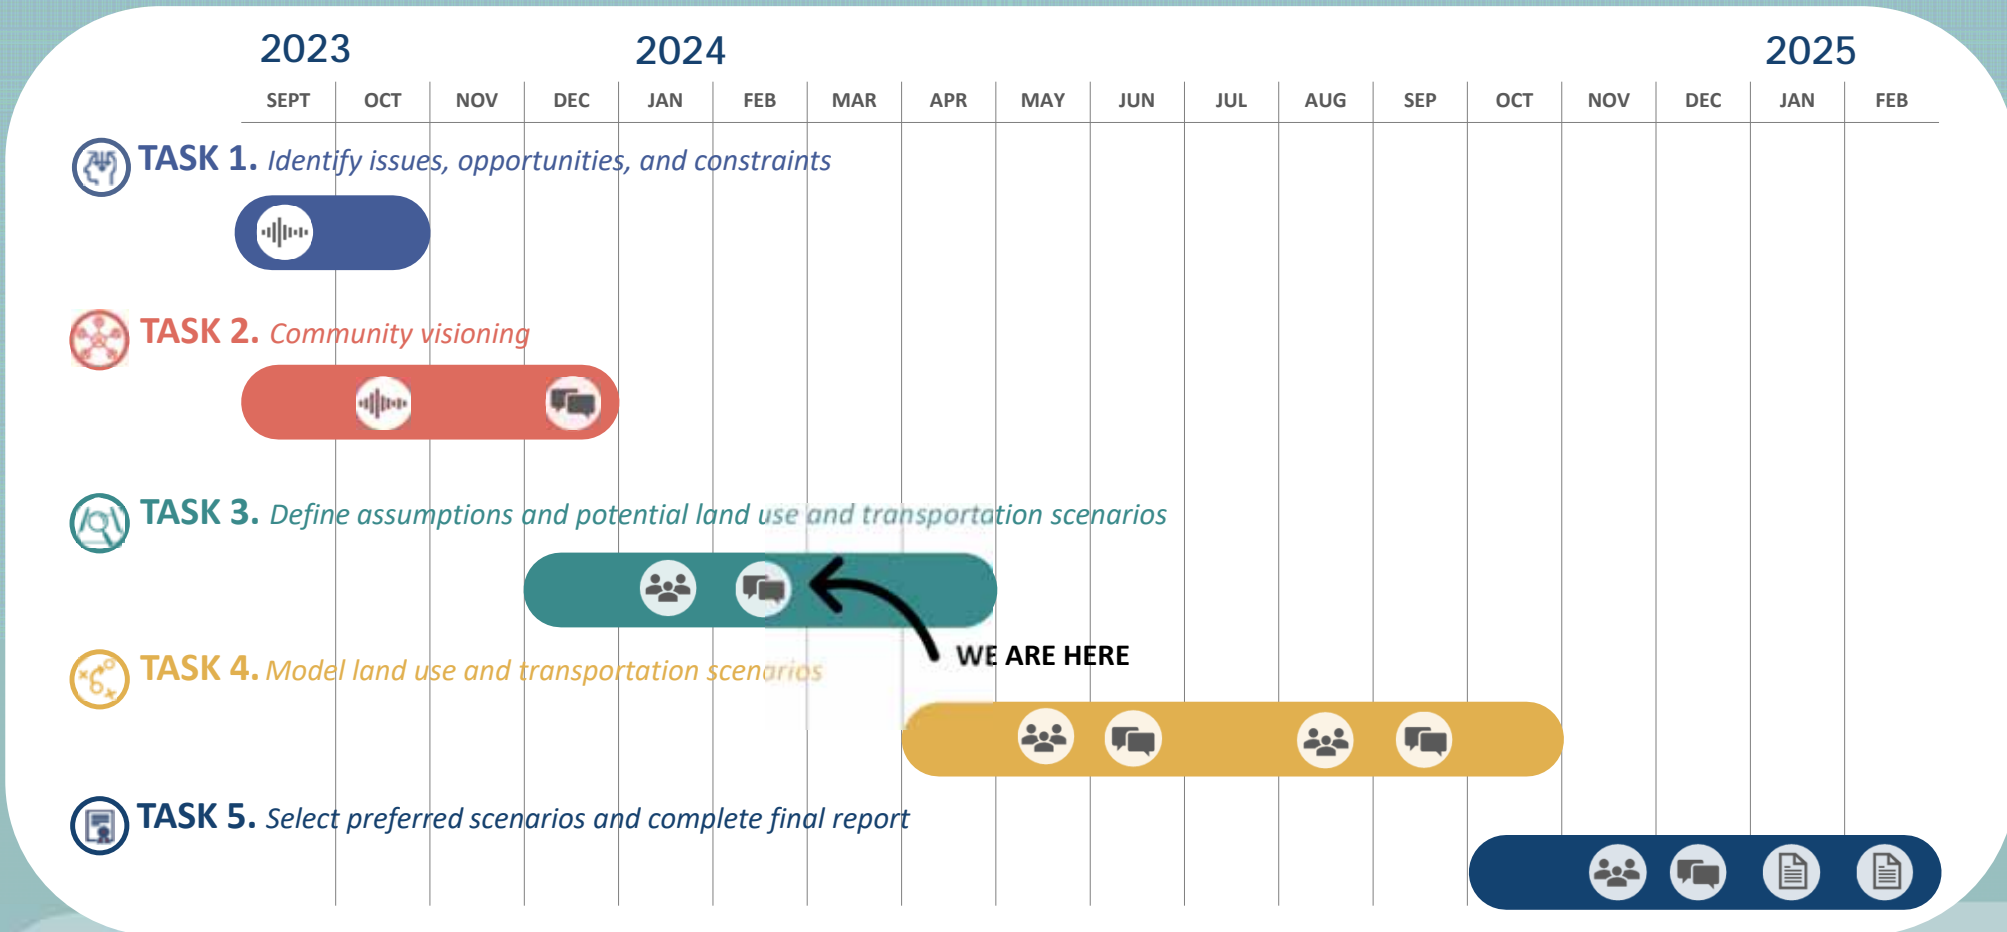 2023 2024 2025
SEPT OCT NOV DEC JAN FEB MAR APR MAY JUN JUL AUG SEP OCT NOV DEC JAN FEB
TASK 1. Identify issues, opportunities, and constraints
TASK 2. Community visioning
TASK 3. Define assumptions and potential land use and transportation scenarios
WE ARE HERE
TASK 4. Model land use and transportation scenarios
TASK 5. Select preferred scenarios and complete final report